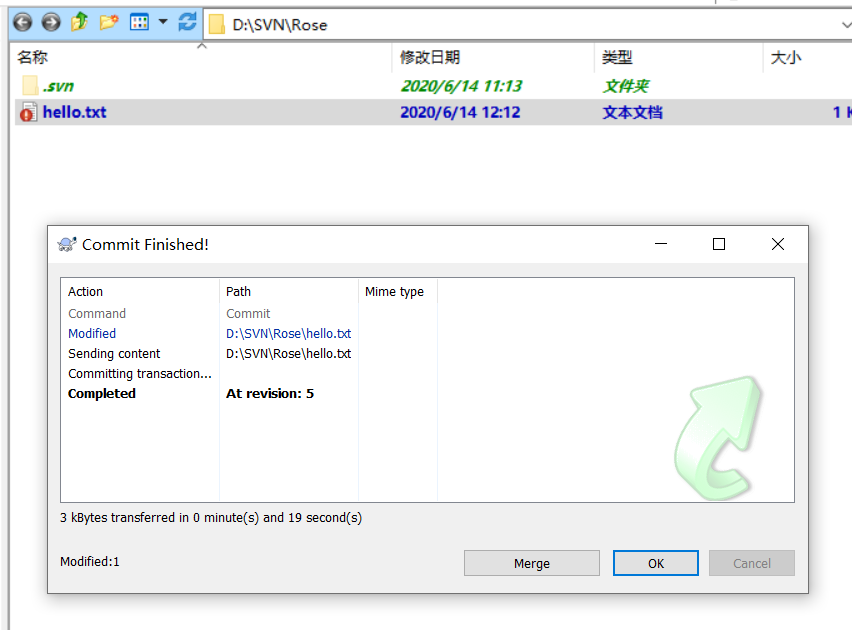 D:\SVN\Rose
名称 修改日期 类型 大小
.svn 2020/6/14 11:13 文件夹
hello.txt 2020/6/14 12:12 文本文档 1
Commit Finished!
Action Path Mime type
Command Commit
Modified D:\SVN\Rose\hello.txt
Sending content D:\SVN\Rose\hello.txt
Committing transaction...
Completed At revision: 5
3 kBytes transferred in 0 minute(s) and 19 second(s)
Modified:1
Merge OK Cancel